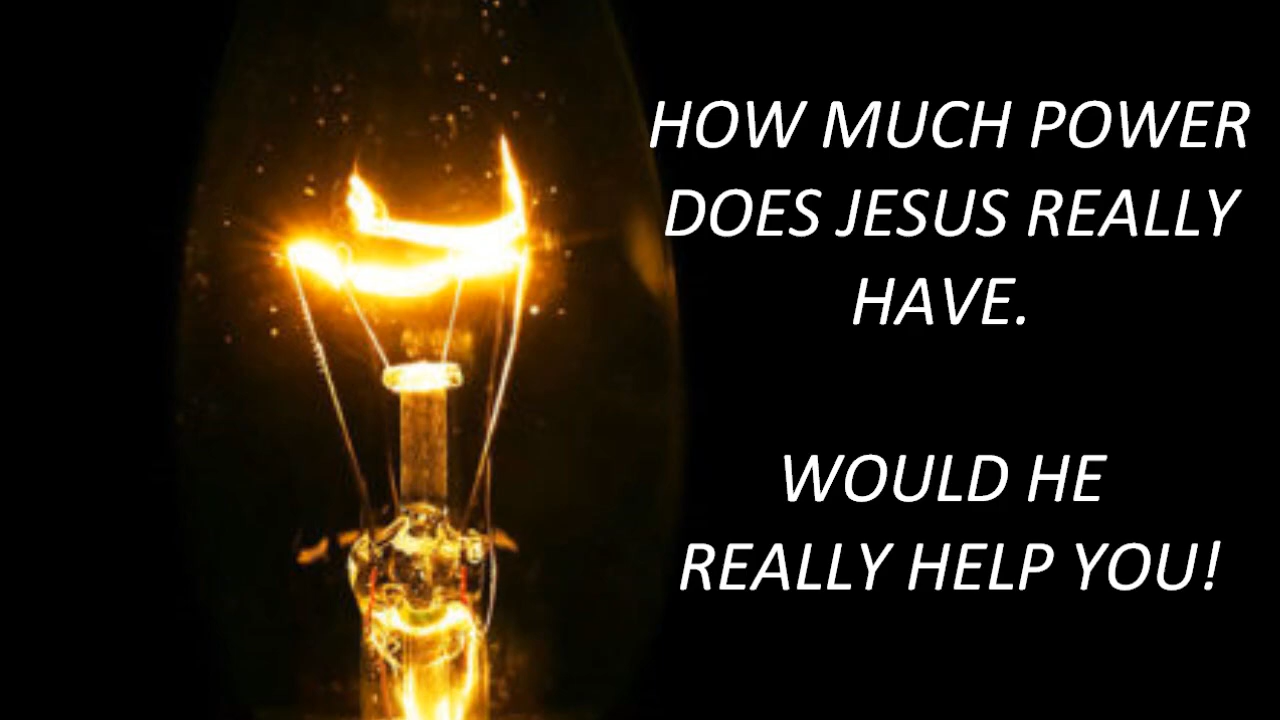 HOW MUCH POWER
DOES JESUS REALLY
HAVE.
WOULD HE
REALLY HELP YOU!